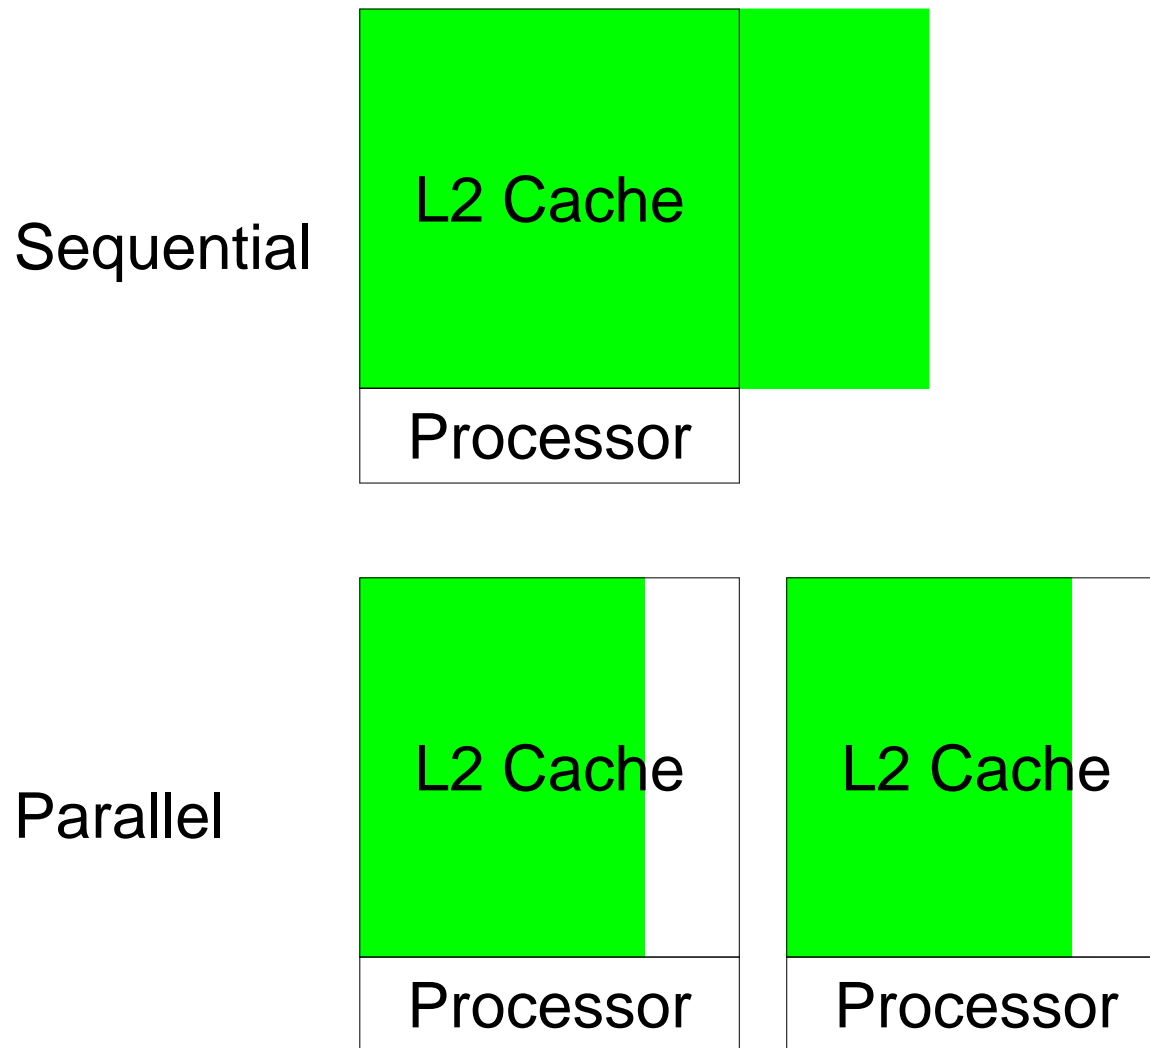 L2 Cache
Sequential
Processor
L2 Cache
L2 Cache
Parallel
Processor
Processor